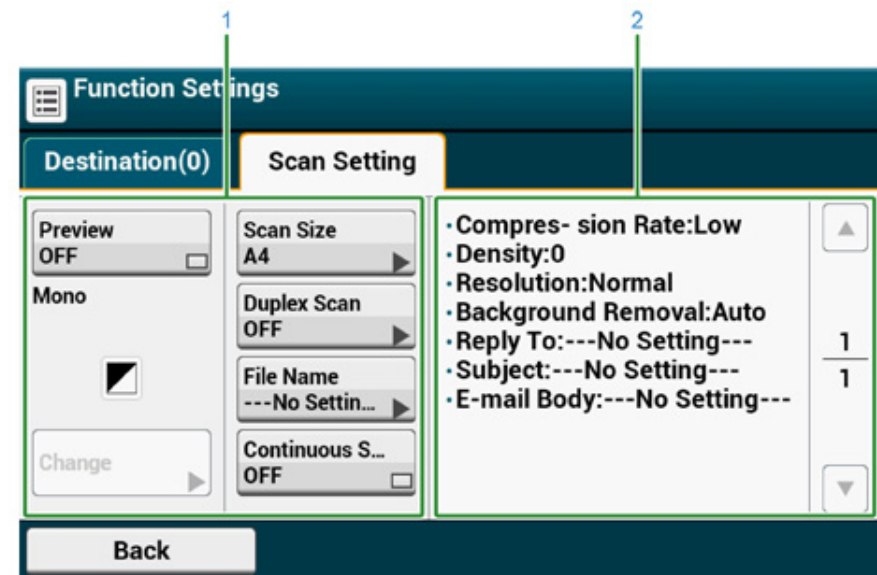 1
2
Function Settings
Destination(0)
Scan Setting
Preview
OFF
Mono
Change
Scan Size
A4
Duplex Scan
OFF
File Name
---No Settin...
Continuous S...
OFF
·Compres- sion Rate:Low
·Density:0
·Resolution:Normal
·Background Removal:Auto
·Reply To:---No Setting---
·Subject:---No Setting---
·E-mail Body:---No Setting---
1
1
Back